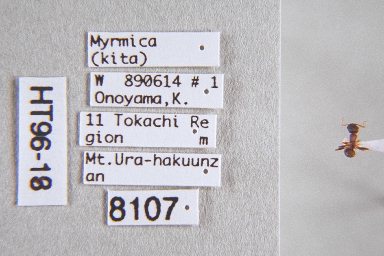 Myrmica
(kita)
W 890614 # 1
Onoyama,K.
11 Tokachi Re
gion m
Mt.Ura-hakuunz
an
8107
HT96-18